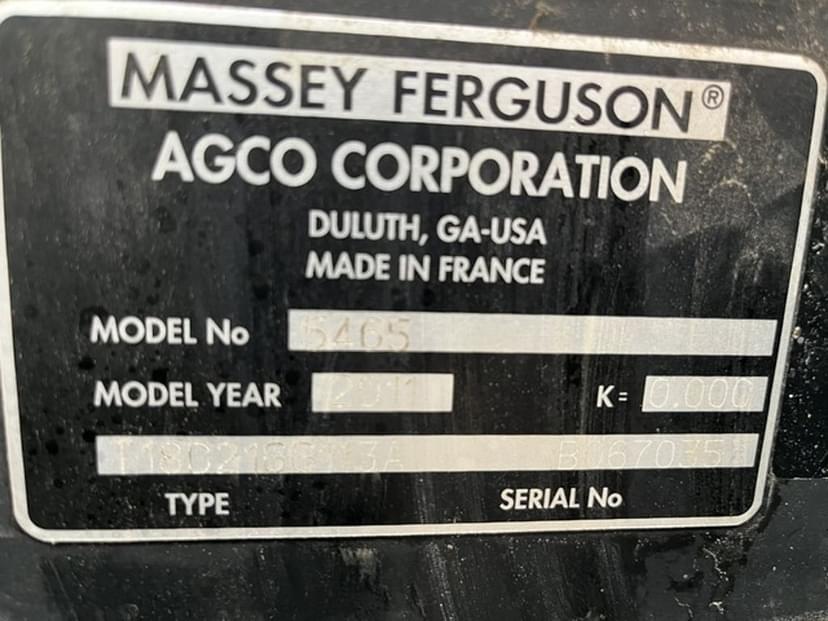 MASSEY FERGUSON®
AGCO CORPORATION
DULUTH, GA-USA
MADE IN FRANCE
MODEL No 5465
MODEL YEAR 2011 K= 0.000
TYPE SERIAL No